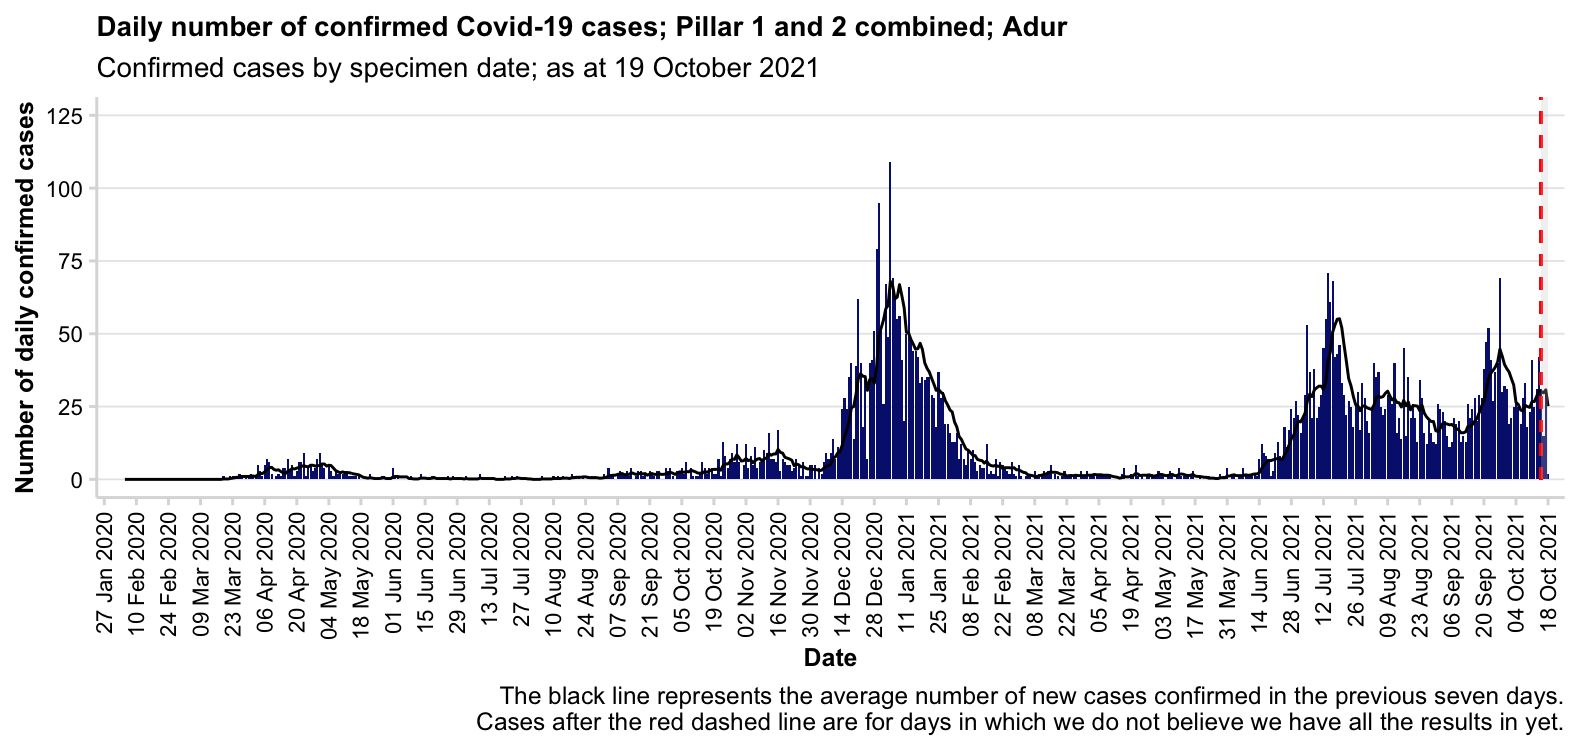 Daily number of confirmed Covid-19 cases; Pillar 1 and 2 combined; Adur
Confirmed cases by specimen date; as at 19 October 2021
Number of daily confirmed cases
125
100
75
50
25
0
27 Jan 2020
10 Feb 2020
24 Feb 2020
09 Mar 2020
23 Mar 2020
06 Apr 2020
20 Apr 2020
04 May 2020
18 May 2020
01 Jun 2020
15 Jun 2020
29 Jun 2020
13 Jul 2020
27 Jul 2020
10 Aug 2020
24 Aug 2020
07 Sep 2020
21 Sep 2020
05 Oct 2020
19 Oct 2020
02 Nov 2020
16 Nov 2020
30 Nov 2020
14 Dec 2020
28 Dec 2020
11 Jan 2021
25 Jan 2021
08 Feb 2021
22 Feb 2021
08 Mar 2021
22 Mar 2021
05 Apr 2021
19 Apr 2021
03 May 2021
17 May 2021
31 May 2021
14 Jun 2021
28 Jun 2021
12 Jul 2021
26 Jul 2021
09 Aug 2021
23 Aug 2021
06 Sep 2021
20 Sep 2021
04 Oct 2021
18 Oct 2021
Date
The black line represents the average number of new cases confirmed in the previous seven days.
Cases after the red dashed line are for days in which we do not believe we have all the results in yet.